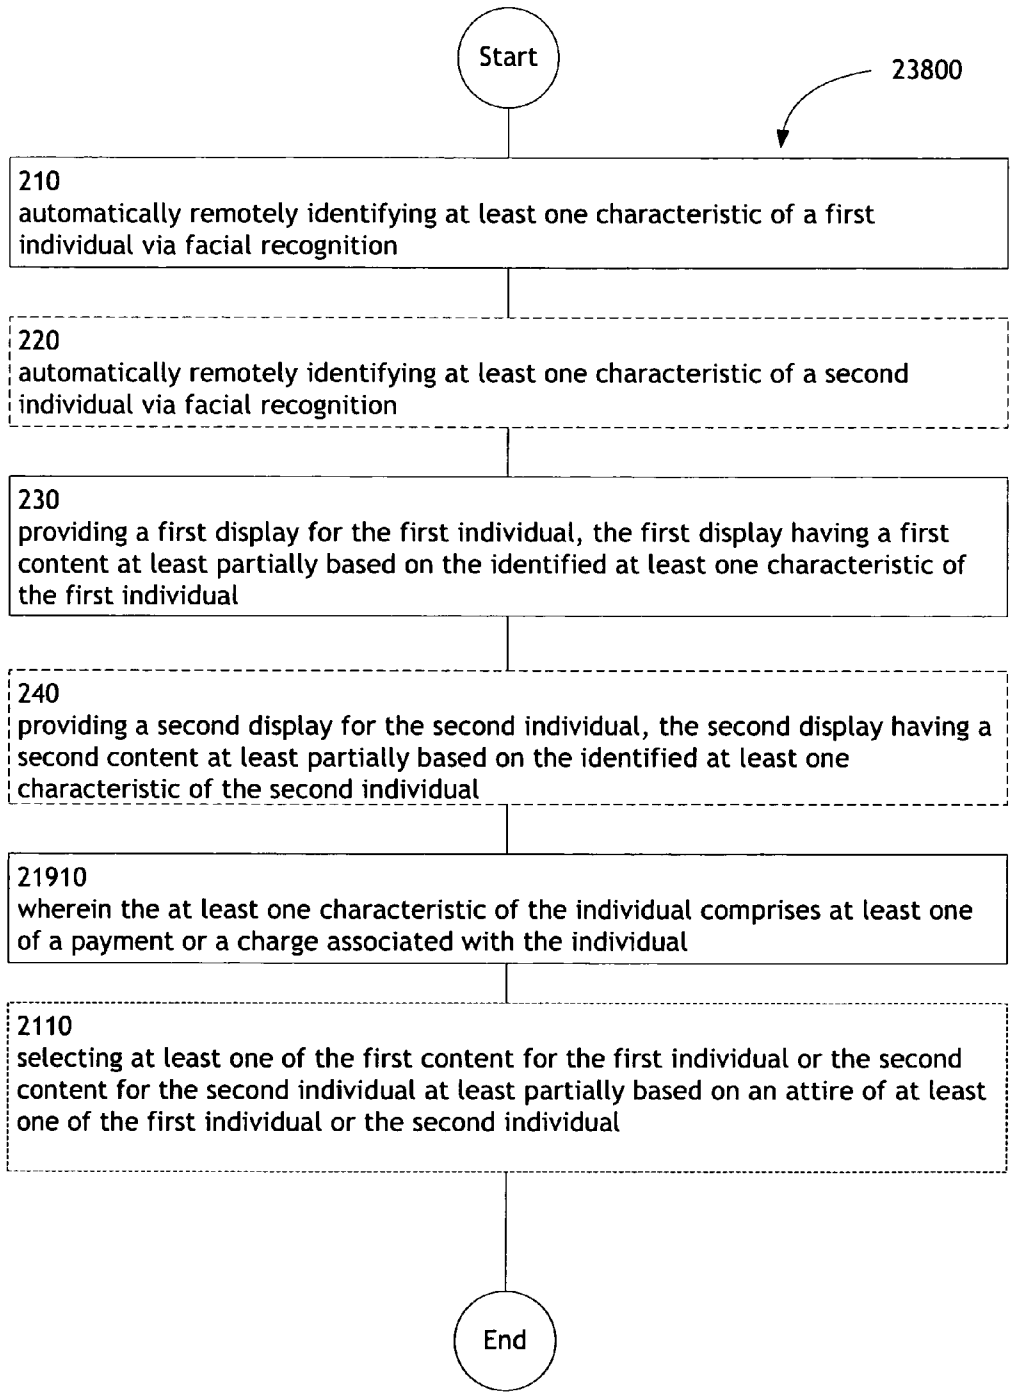 Start
23800
210
automatically remotely identifying at least one characteristic of a first
individual via facial recognition
220
automatically remotely identifying at least one characteristic of a second
individual via facial recognition
230
providing a first display for the first individual, the first display having a first
content at least partially based on the identified at least one characteristic of
the first individual
240
providing a second display for the second individual, the second display having a
second content at least partially based on the identified at least one
characteristic of the second individual
21910
wherein the at least one characteristic of the individual comprises at least one
of a payment or a charge associated with the individual
2110
selecting at least one of the first content for the first individual or the second
content for the second individual at least partially based on an attire of at least
one of the first individual or the second individual
End